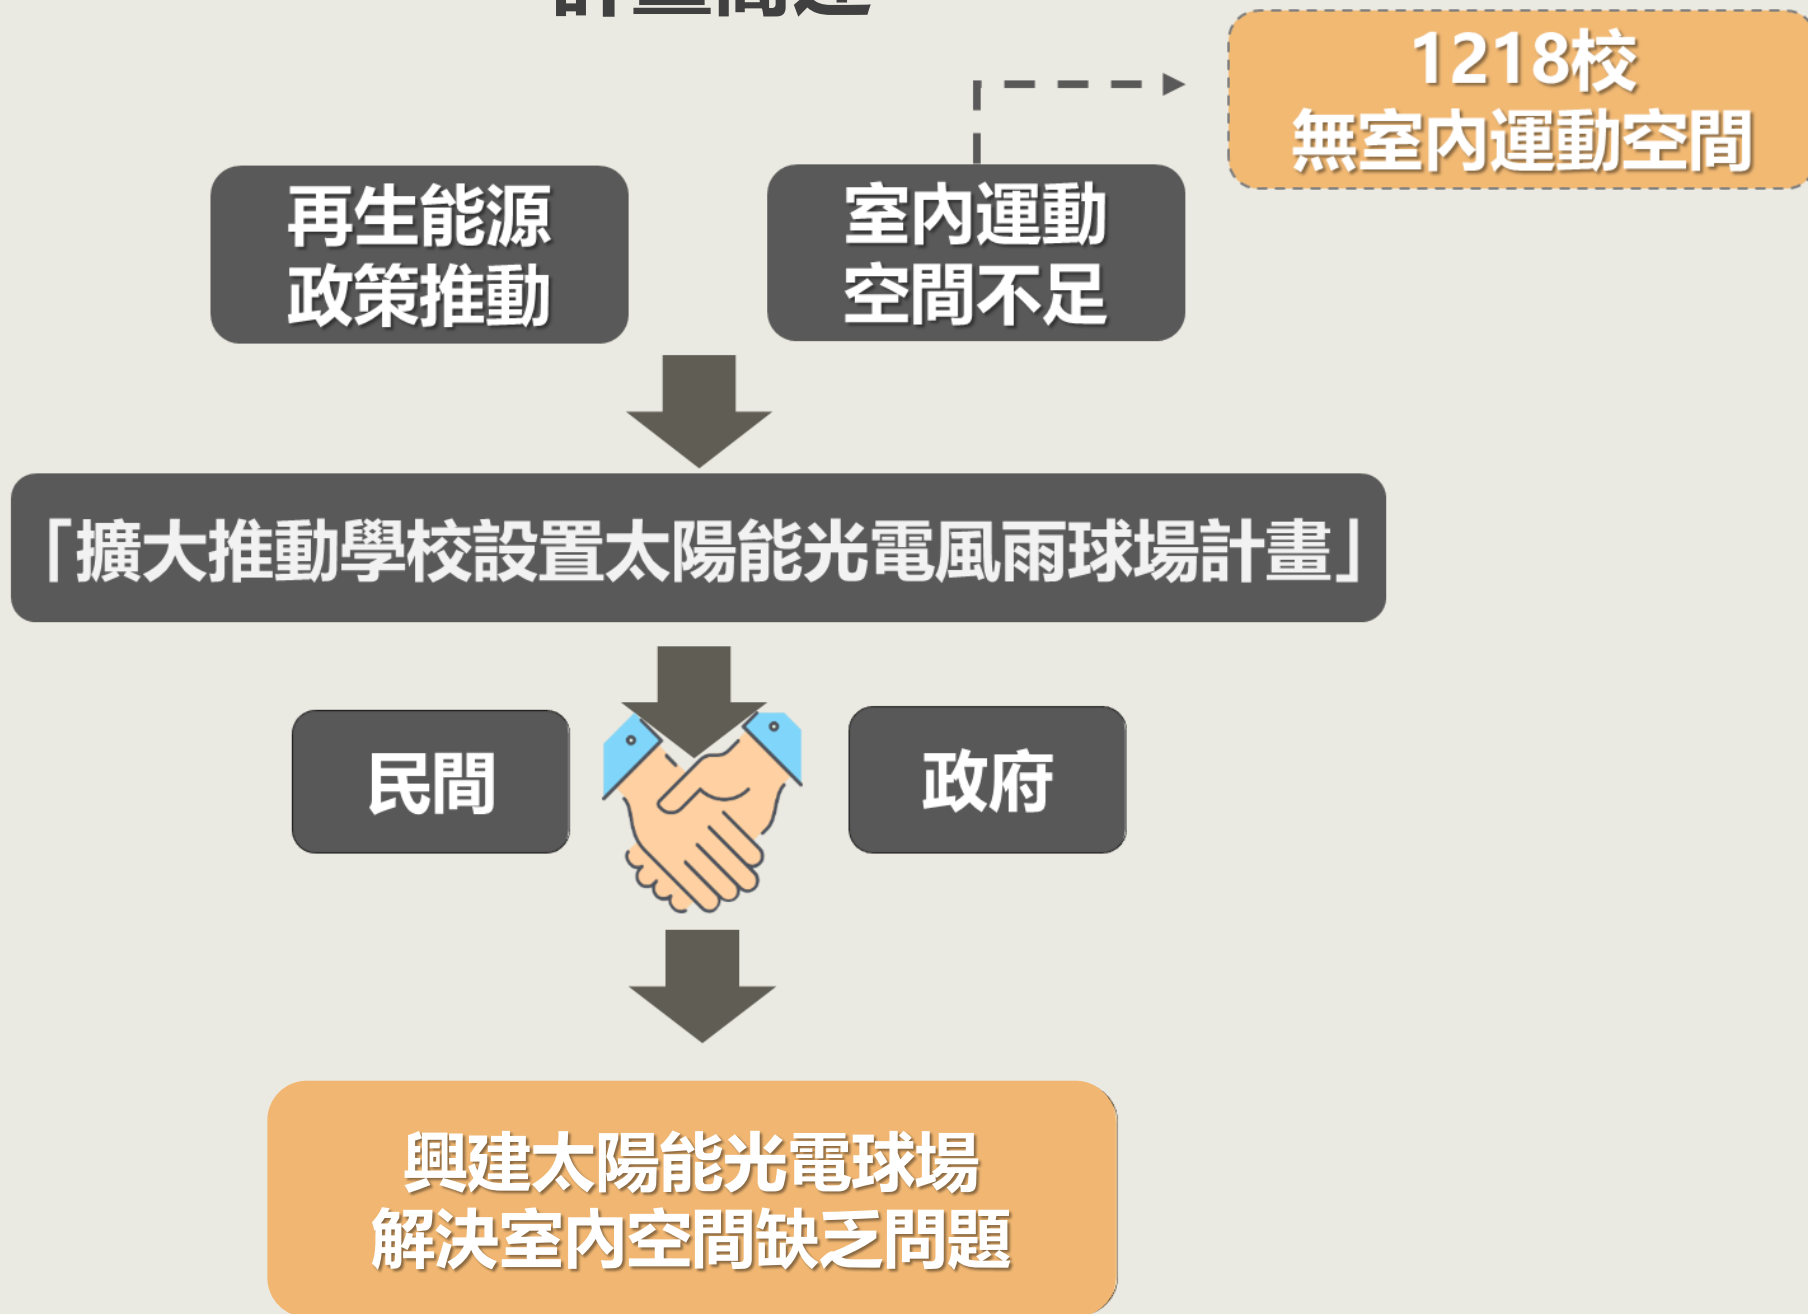 1218校
無室內運動空間
再生能源
政策推動
室內運動
空間不足
「擴大推動學校設置太陽能光電風雨球場計畫」
民間
政府
興建太陽能光電球場
解決室內空間缺乏問題